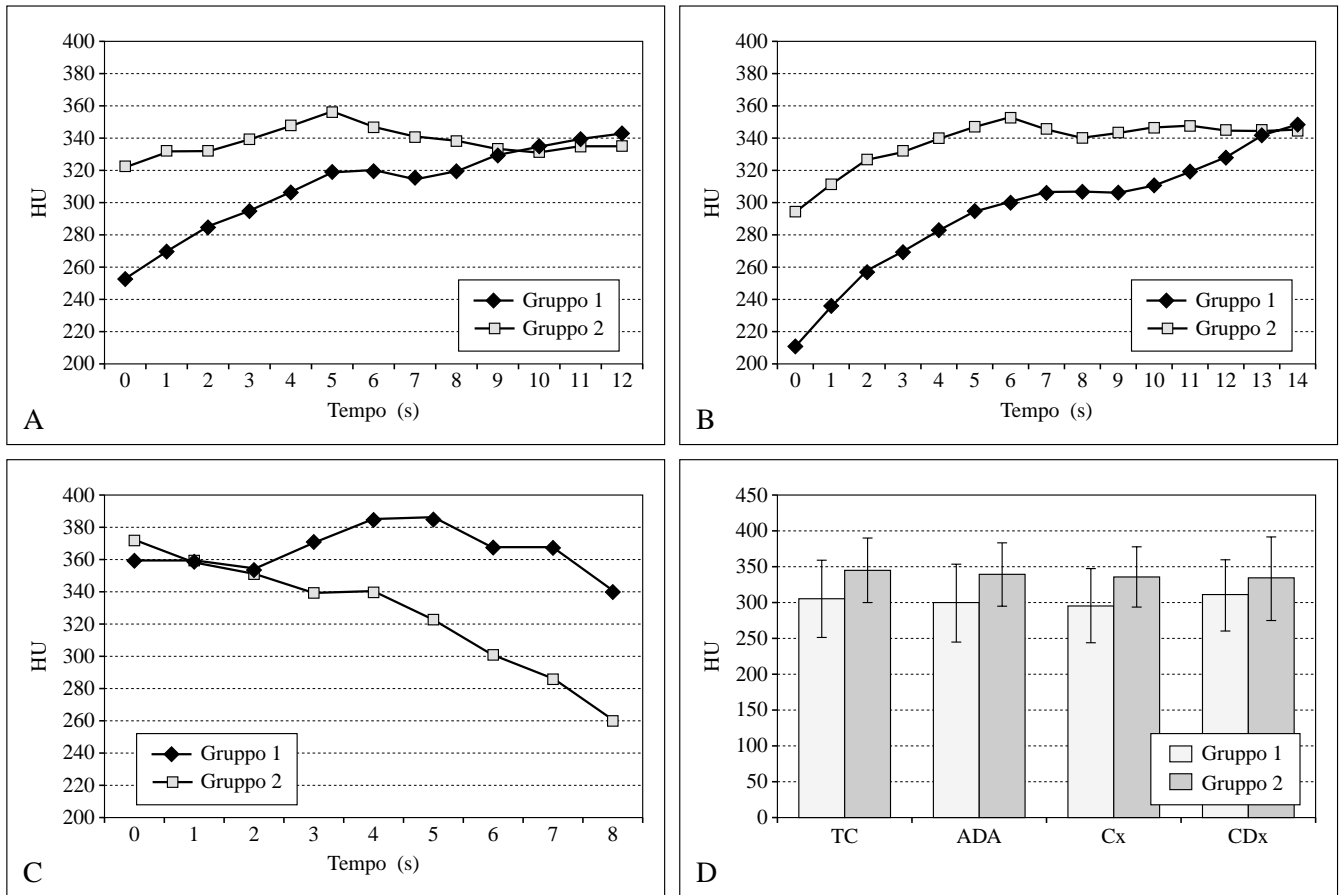 400
380
360
340
320
300
280
260
240
220
200
HU
0 1 2 3 4 5 6 7 8 9 10 11 12
Tempo (s)
Gruppo 1
Gruppo 2
A
400
380
360
340
320
300
280
260
240
220
200
HU
0 1 2 3 4 5 6 7 8 9 10 11 12 13 14
Tempo (s)
Gruppo 1
Gruppo 2
B
400
380
360
340
320
300
280
260
240
220
200
HU
0 1 2 3 4 5 6 7 8
Tempo (s)
Gruppo 1
Gruppo 2
C
450
400
350
300
250
200
150
100
50
0
HU
TC ADA Cx CDx
Gruppo 1
Gruppo 2
D